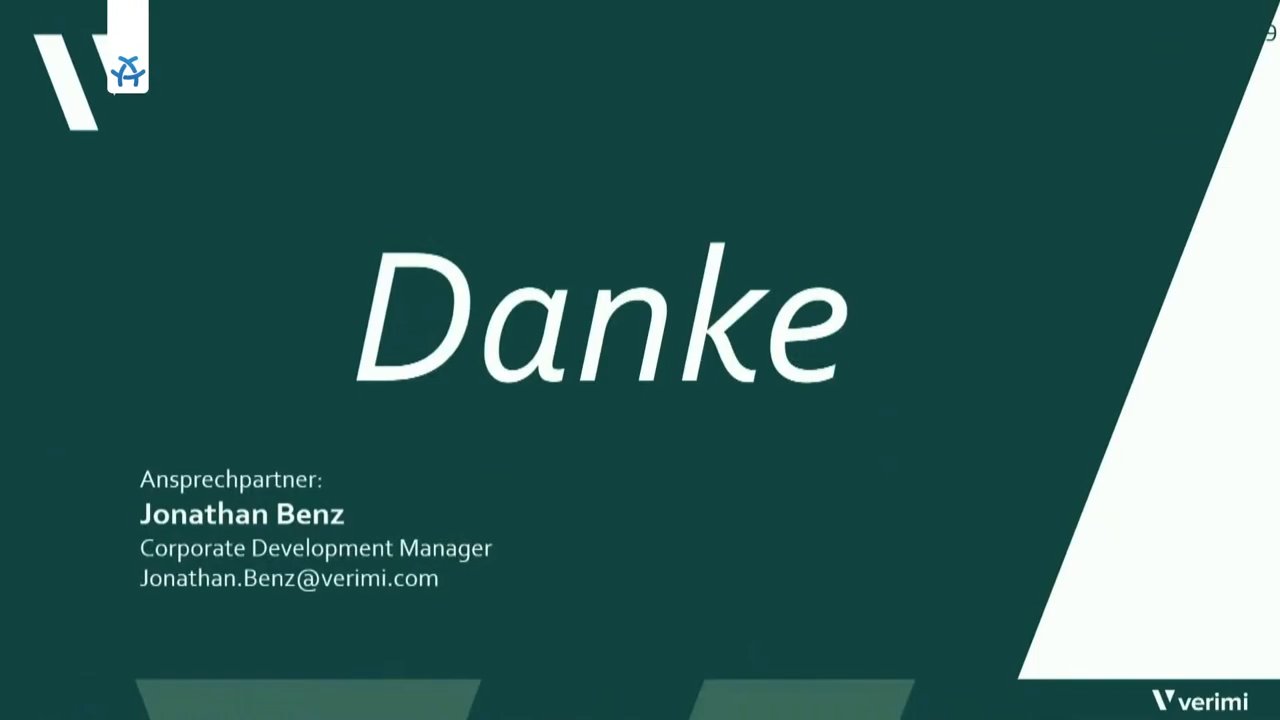 Danke
Ansprechpartner:
Jonathan Benz
Corporate Development Manager
Jonathan.Benz@verimi.com
verimi